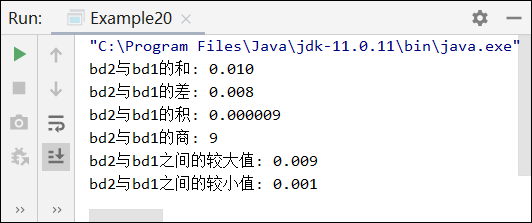 Run: Example20
"C:\Program Files\Java\jdk-11.0.11\bin\java.exe"
bd2与bd1的和: 0.010
bd2与bd1的差: 0.008
bd2与bd1的积: 0.000009
bd2与bd1的商: 9
bd2与bd1之间的较大值: 0.009
bd2与bd1之间的较小值: 0.001